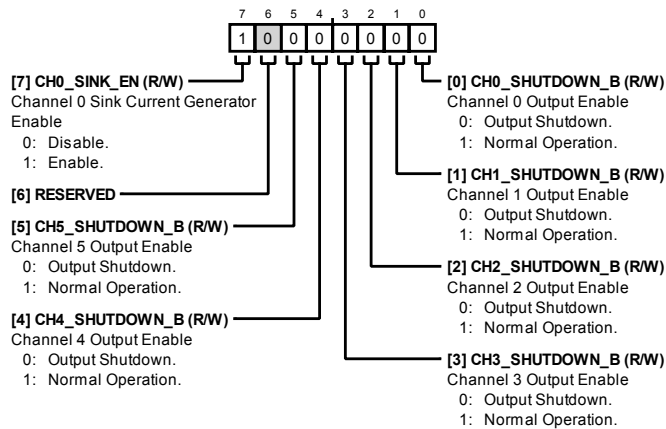 7 6 5 4 3 2 1 0
1 0 0 0 0 0 0 0
[7] CH0_SINK_EN (R/W)
Channel 0 Sink Current Generator
Enable
0: Disable.
1: Enable.
[6] RESERVED
[5] CH5_SHUTDOWN_B (R/W)
Channel 5 Output Enable
0: Output Shutdown.
1: Normal Operation.
[4] CH4_SHUTDOWN_B (R/W)
Channel 4 Output Enable
0: Output Shutdown.
1: Normal Operation.
[0] CH0_SHUTDOWN_B (R/W)
Channel 0 Output Enable
0: Output Shutdown.
1: Normal Operation.
[1] CH1_SHUTDOWN_B (R/W)
Channel 1 Output Enable
0: Output Shutdown.
1: Normal Operation.
[2] CH2_SHUTDOWN_B (R/W)
Channel 2 Output Enable
0: Output Shutdown.
1: Normal Operation.
[3] CH3_SHUTDOWN_B (R/W)
Channel 3 Output Enable
0: Output Shutdown.
1: Normal Operation.